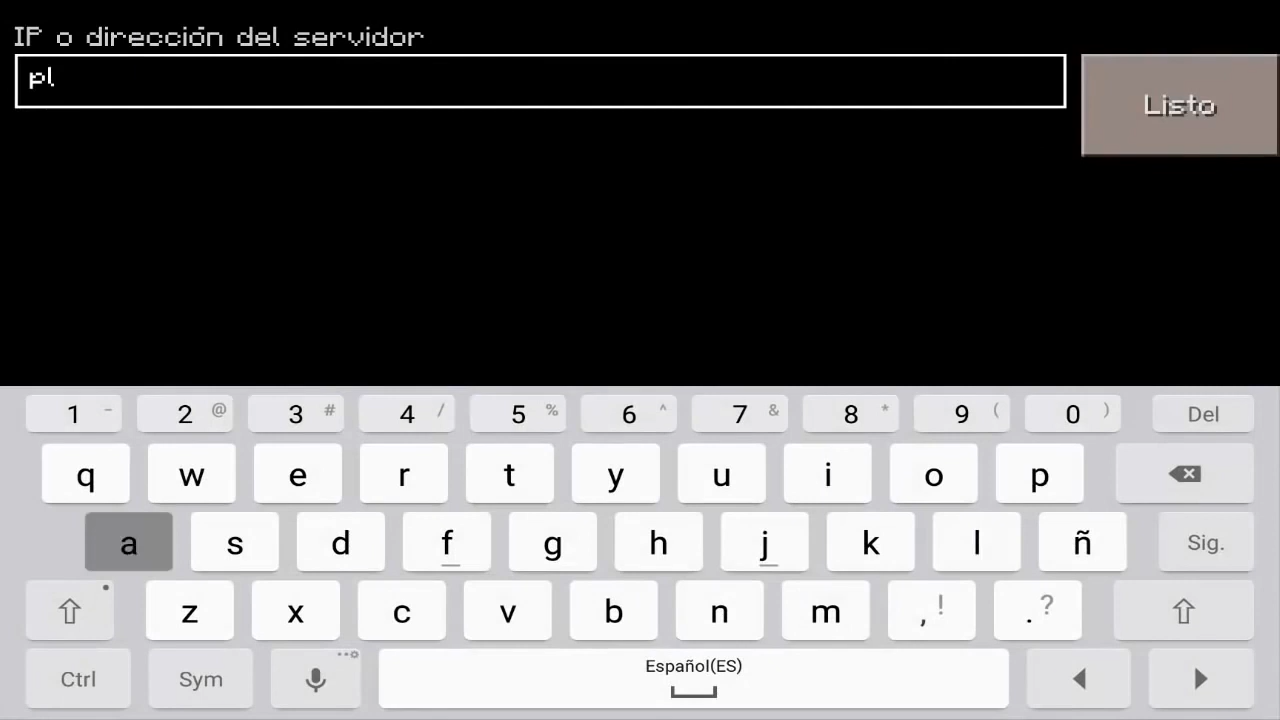 IP o dirección del servidor
pl
Listo
1 - 2 @ 3 # 4 / 5 % 6 ^ 7 & 8 * 9 ( 0 ) Del
q w e r t y u i o p
a s d f g h j k l ñ Sig.
z x c v b n m , ! . ?
Ctrl Sym Español(ES)